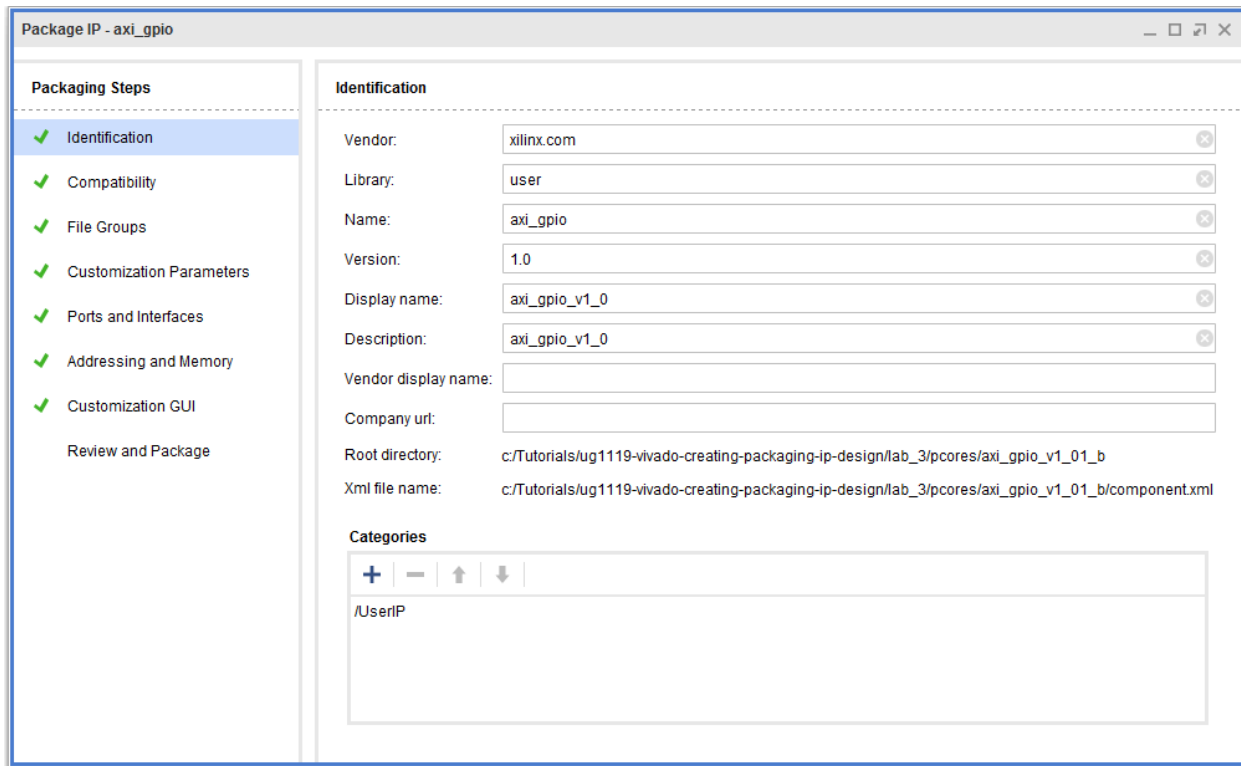 Package IP - axi_gpio
Packaging Steps
Identification
Compatibility
File Groups
Customization Parameters
Ports and Interfaces
Addressing and Memory
Customization GUI
Review and Package
Identification
Vendor: xilinx.com
Library: user
Name: axi_gpio
Version: 1.0
Display name: axi_gpio_v1_0
Description: axi_gpio_v1_0
Vendor display name:
Company url:
Root directory: c:/Tutorials/ug1119-vivado-creating-packaging-ip-design/lab_3/pcores/axi_gpio_v1_01_b
Xml file name: c:/Tutorials/ug1119-vivado-creating-packaging-ip-design/lab_3/pcores/axi_gpio_v1_01_b/component.xml
Categories
/UserIP